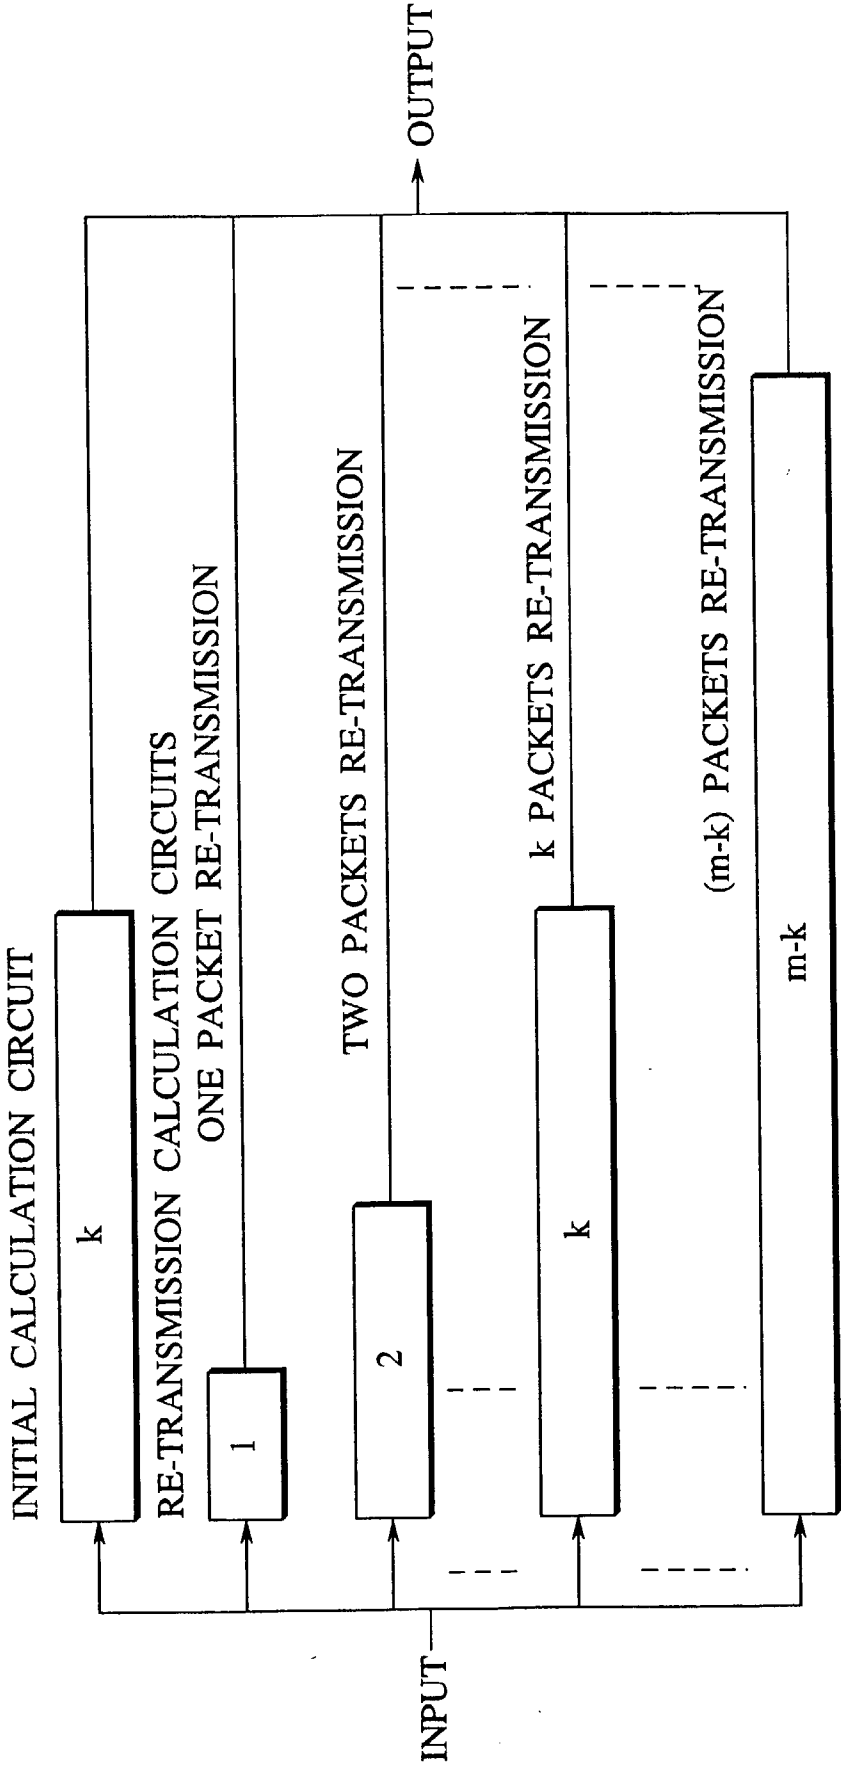 INITIAL CALCULATION CIRCUIT
k
RE-TRANSMISSION CALCULATION CIRCUITS
ONE PACKET RE-TRANSMISSION
1
TWO PACKETS RE-TRANSMISSION
2
INPUT
OUTPUT
k PACKETS RE-TRANSMISSION
k
(m-k) PACKETS RE-TRANSMISSION
m-k